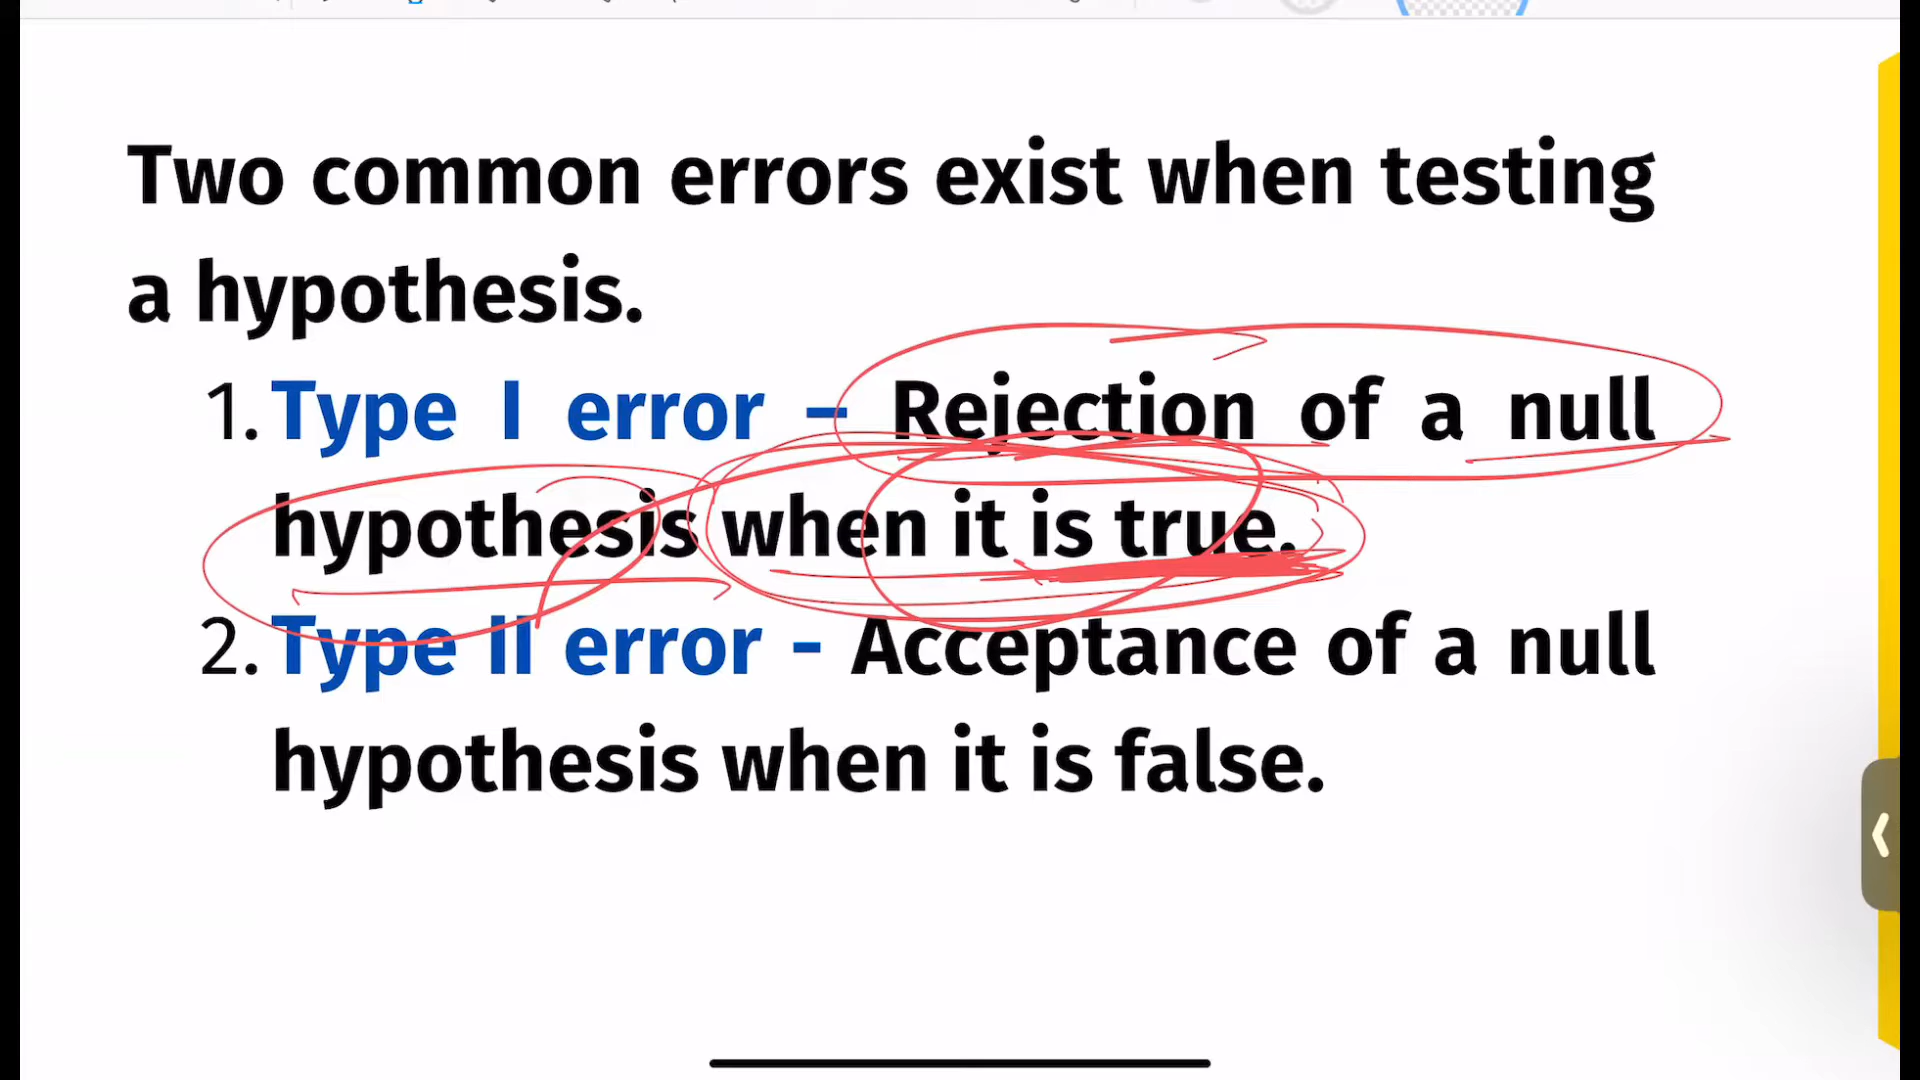 Two common errors exist when testing
a hypothesis.
1. Type I error – Rejection of a null
hypothesis when it is true.
2. Type II error - Acceptance of a null
hypothesis when it is false.